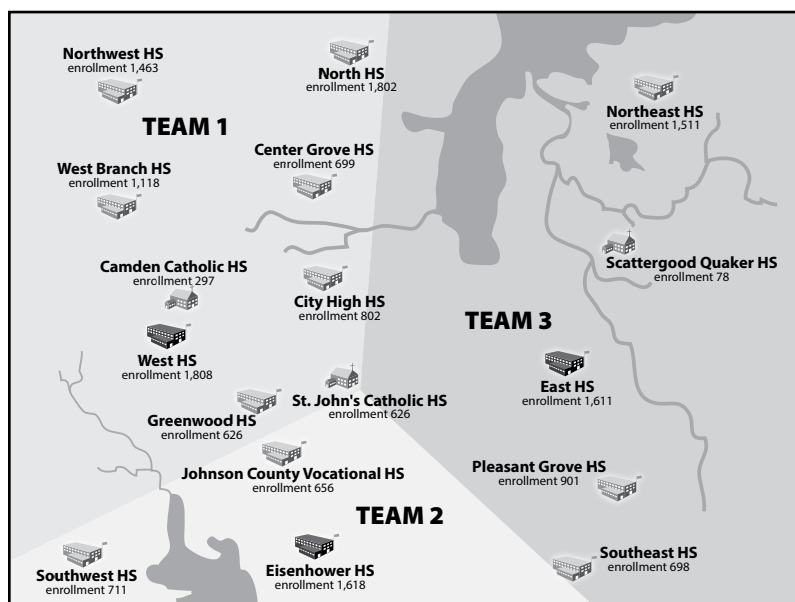 Northwest HS
enrollment 1,463
North HS
enrollment 1,802
Northeast HS
enrollment 1,511
TEAM 1
Center Grove HS
enrollment 699
West Branch HS
enrollment 1,118
Scattergood Quaker HS
enrollment 78
Camden Catholic HS
enrollment 297
City High HS
enrollment 802
TEAM 3
West HS
enrollment 1,808
East HS
enrollment 1,611
St. John's Catholic HS
enrollment 626
Greenwood HS
enrollment 626
Johnson County Vocational HS
enrollment 656
Pleasant Grove HS
enrollment 901
TEAM 2
Southwest HS
enrollment 711
Eisenhower HS
enrollment 1,618
Southeast HS
enrollment 698